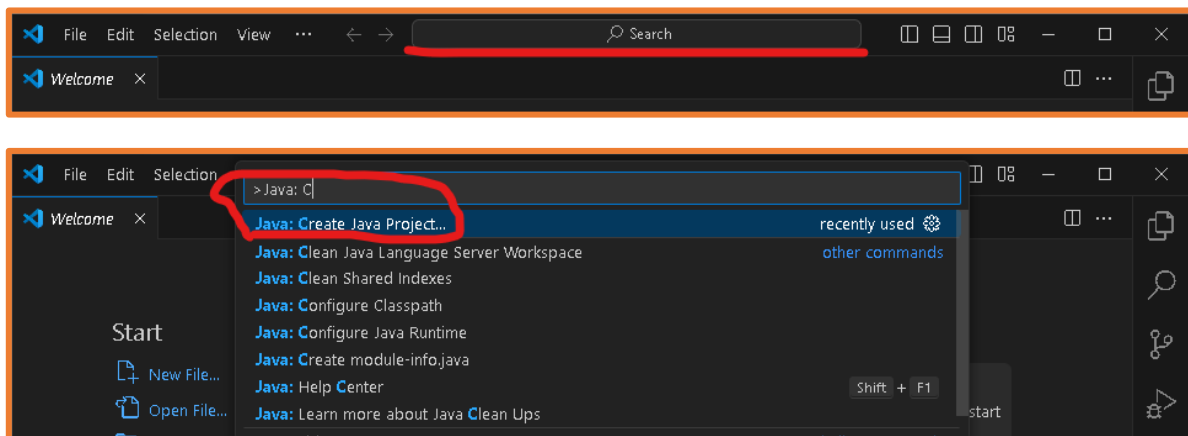 File Edit Selection View ··· Search
Welcome
File Edit Selection
>Java: C
Welcome
Java: Create Java Project... recently used
Java: Clean Java Language Server Workspace other commands
Java: Clean Shared Indexes
Java: Configure Classpath
Start
Java: Configure Java Runtime
Java: Create module-info.java
New File...
Java: Help Center Shift + F1
Open File...
Java: Learn more about Java Clean Ups
start